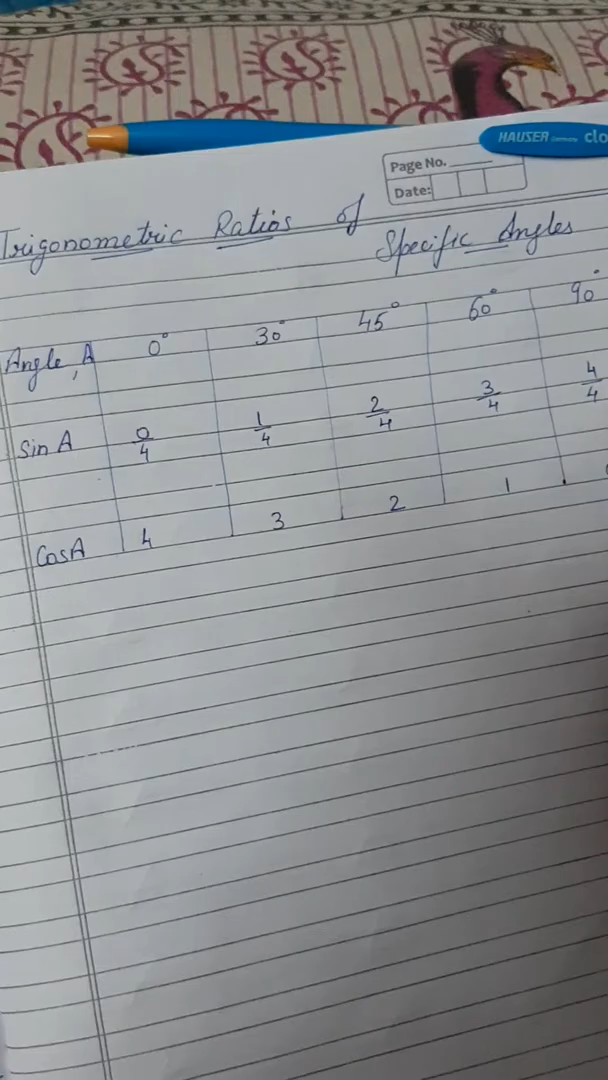 HAUSER Germany clo
Page No.
Date:
Trigonometric Ratios of Specific Angles
Angle, A 0° 30° 45° 60° 90°
sin A 0/4 1/4 2/4 3/4 4/4
Cos A 4 3 2 1